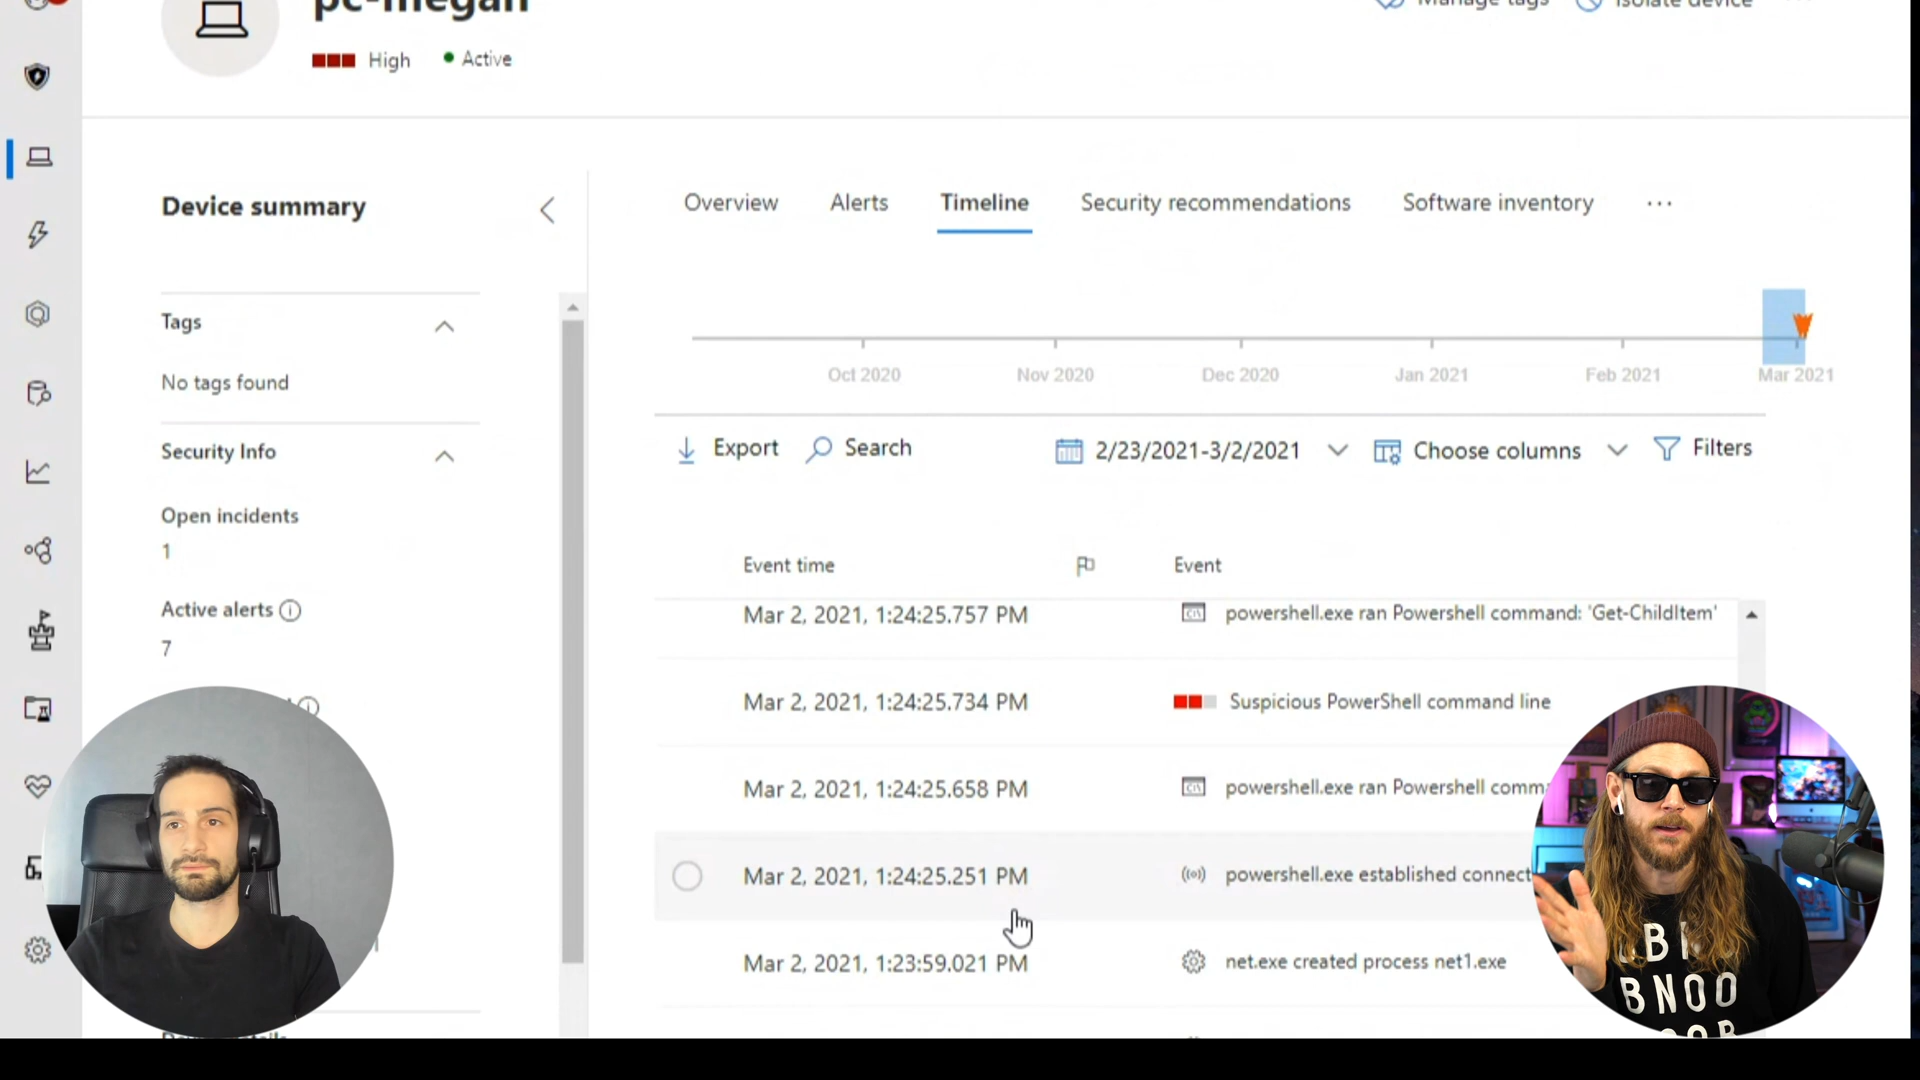 pc-megan
Manage tags
Isolate device
High
Active
Device summary
Overview
Alerts
Timeline
Security recommendations
Software inventory
Tags
No tags found
Oct 2020
Nov 2020
Dec 2020
Jan 2021
Feb 2021
Mar 2021
Export
Search
2/23/2021-3/2/2021
Choose columns
Filters
Security Info
Open incidents
1
Active alerts
7
Event time
Event
Mar 2, 2021, 1:24:25.757 PM
powershell.exe ran Powershell command: 'Get-ChildItem'
Mar 2, 2021, 1:24:25.734 PM
Suspicious PowerShell command line
Mar 2, 2021, 1:24:25.658 PM
powershell.exe ran Powershell comm
Mar 2, 2021, 1:24:25.251 PM
powershell.exe established connect
Mar 2, 2021, 1:23:59.021 PM
net.exe created process net1.exe
BNOO